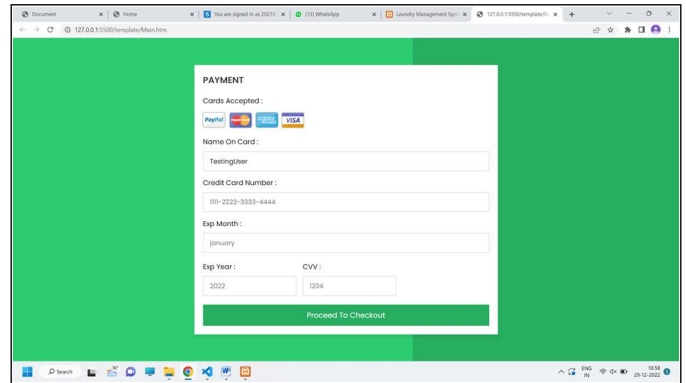 Document
Home
You are signed in as 20210
(13) WhatsApp
Laundry Management Syst
127.0.0.1:5500/template/
127.0.0.1:5500/template/Main.htm
PAYMENT
Cards Accepted :
PayPal MasterCard VISA
Name On Card :
TestingUser
Credit Card Number :
1111-2222-3333-4444
Exp Month :
january
Exp Year : CVV :
2022 1234
Proceed To Checkout
Search
16°
ENG
IN
18:58
29-12-2022